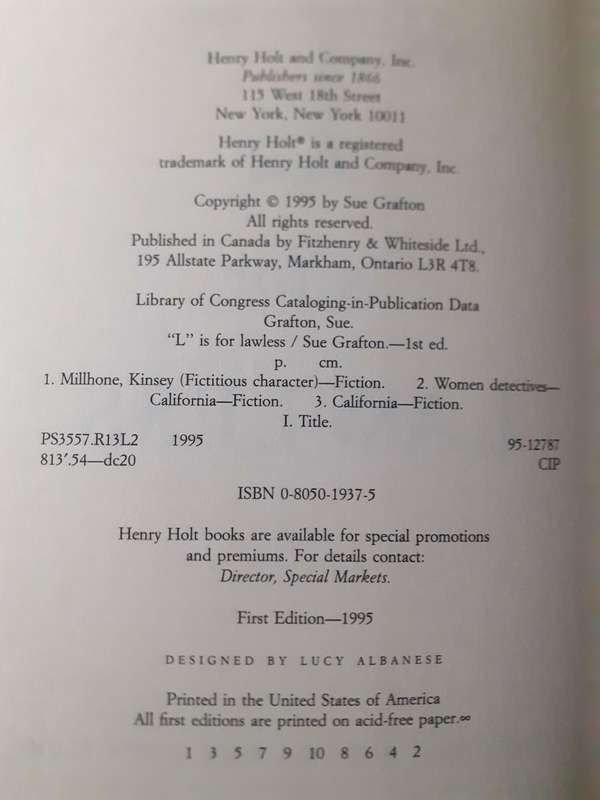 Henry Holt and Company, Inc.
Publishers since 1866
115 West 18th Street
New York, New York 10011
Henry Holt® is a registered
trademark of Henry Holt and Company, Inc.
Copyright © 1995 by Sue Grafton
All rights reserved.
Published in Canada by Fitzhenry & Whiteside Ltd.,
195 Allstate Parkway, Markham, Ontario L3R 4T8.
Library of Congress Cataloging-in-Publication Data
Grafton, Sue.
“L” is for lawless / Sue Grafton.—1st ed.
p. cm.
1. Millhone, Kinsey (Fictitious character)—Fiction. 2. Women detectives—
California—Fiction. 3. California—Fiction.
I. Title.
PS3557.R13L2 1995 95-12787
813′.54—dc20 CIP
ISBN 0-8050-1937-5
Henry Holt books are available for special promotions
and premiums. For details contact:
Director, Special Markets.
First Edition—1995
DESIGNED BY LUCY ALBANESE
Printed in the United States of America
All first editions are printed on acid-free paper.∞
1 3 5 7 9 10 8 6 4 2